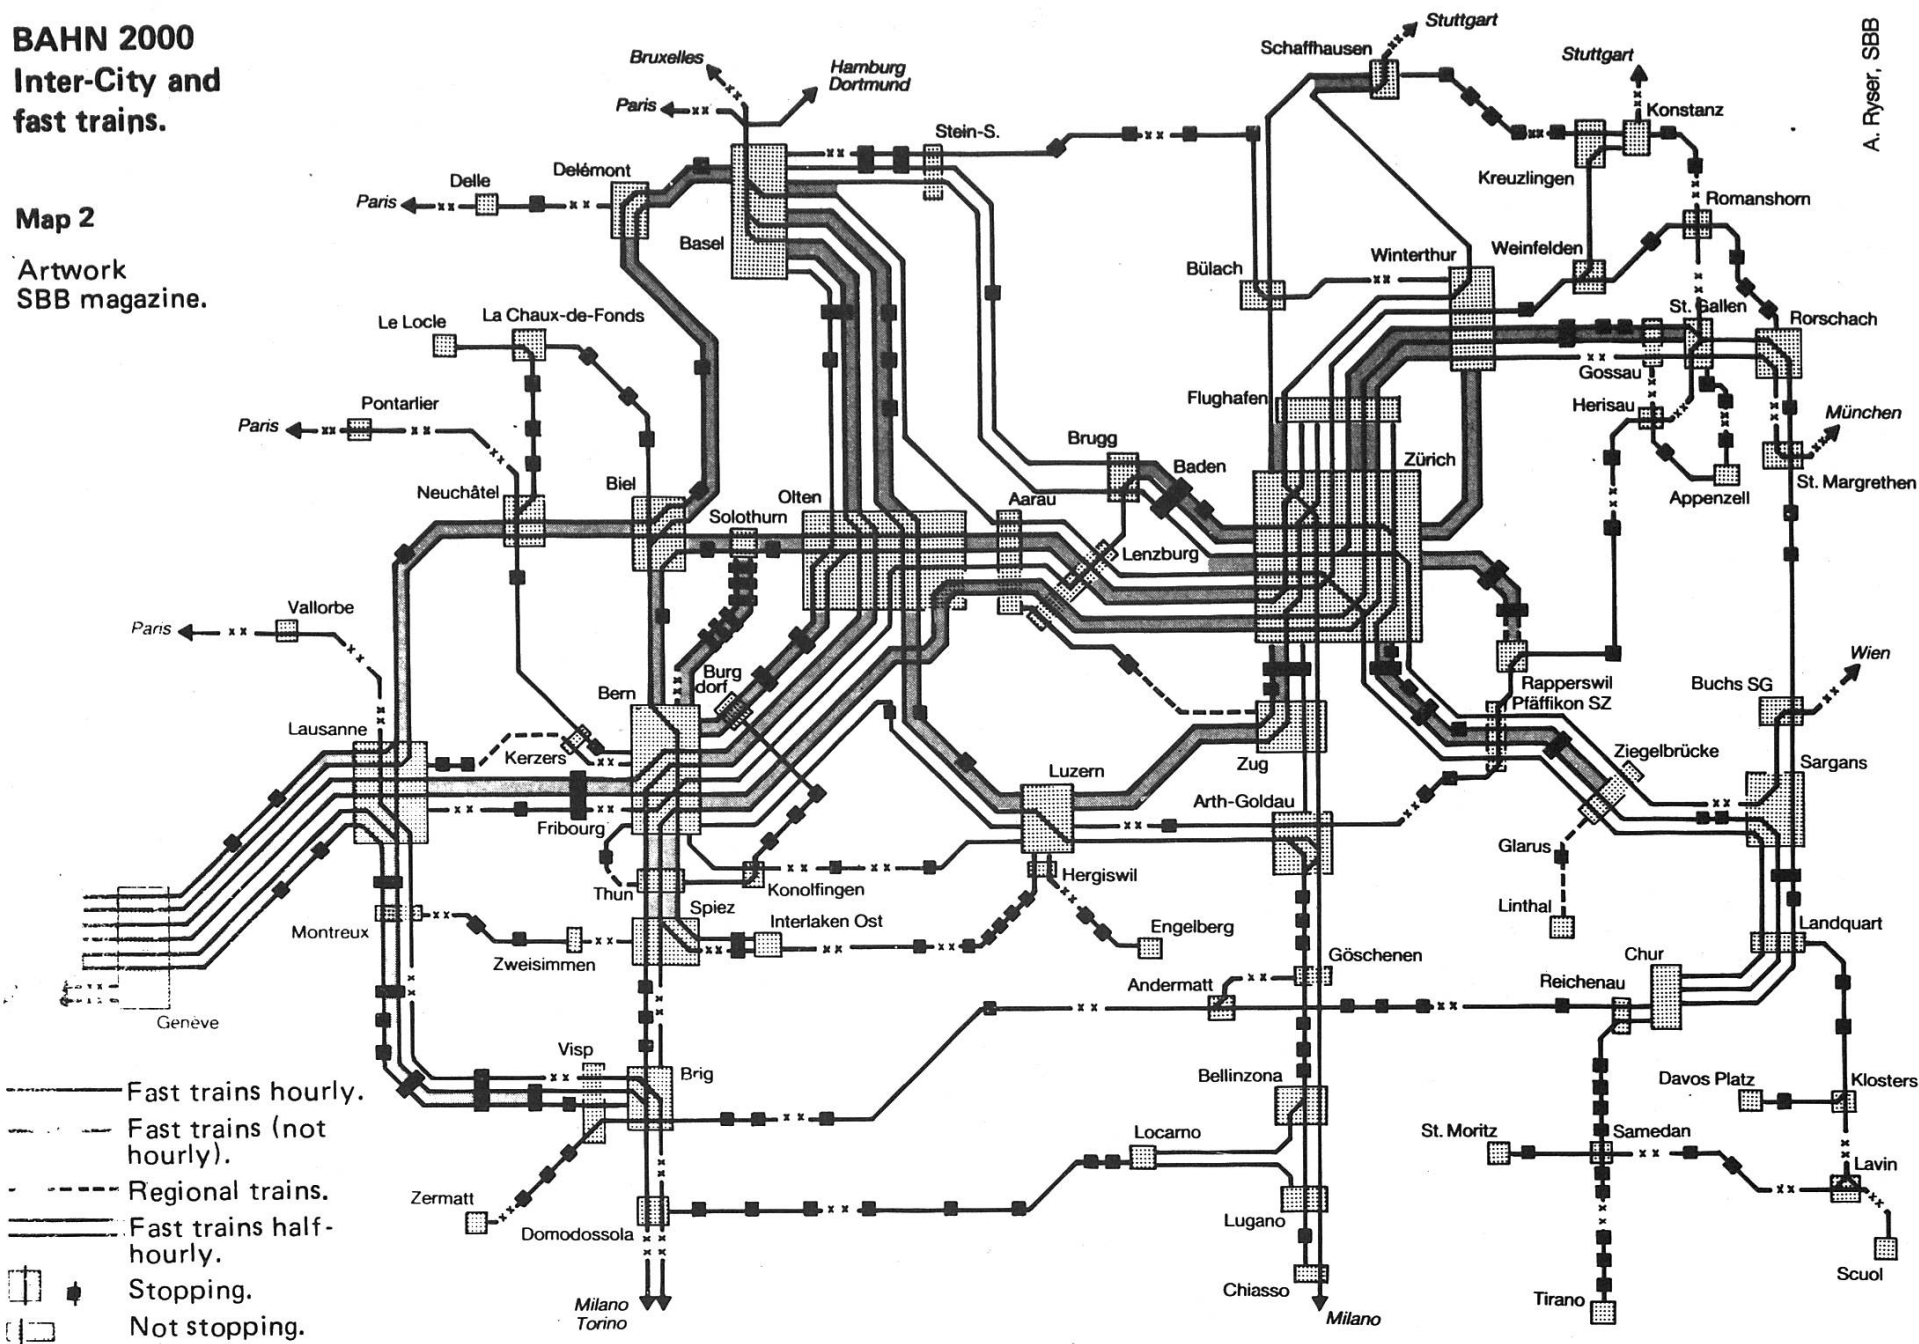 BAHN 2000
Inter-City and
fast trains.
Map 2
Artwork
SBB magazine.
A. Ryser, SBB
Stuttgart
Schaffhausen
Stuttgart
Bruxelles
Hamburg
Dortmund
Paris
Konstanz
Stein-S.
Kreuzlingen
Delémont
Delle
Paris
Basel
Romanshorn
Weinfelden
Winterthur
Bülach
St. Gallen
Rorschach
Le Locle
La Chaux-de-Fonds
Gossau
Flughafen
Herisau
München
Pontarlier
Paris
Brugg
Baden
Zürich
Appenzell
St. Margrethen
Neuchâtel
Biel
Olten
Aarau
Solothurn
Lenzburg
Vallorbe
Paris
Wien
Burg
dorf
Bern
Rapperswil
Pfäffikon SZ
Buchs SG
Lausanne
Kerzers
Zug
Ziegelbrücke
Sargans
Luzern
Arth-Goldau
Fribourg
Glarus
Thun
Konolfingen
Hergiswil
Linthal
Landquart
Montreux
Spiez
Interlaken Ost
Engelberg
Zweisimmen
Göschenen
Chur
Reichenau
Andermatt
Genève
Visp
Brig
Bellinzona
Davos Platz
Klosters
Locarno
St. Moritz
Samedan
Lavin
Zermatt
Domodossola
Lugano
Scuol
Chiasso
Tirano
Milano
Torino
Milano
Fast trains hourly.
Fast trains (not
hourly).
Regional trains.
Fast trains half-
hourly.
Stopping.
Not stopping.